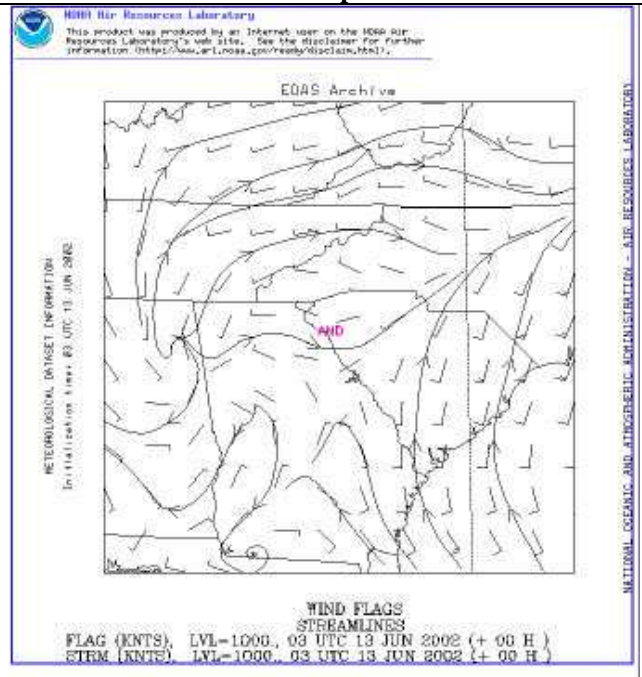 NOAA Air Resources Laboratory
This product was produced by an Internet user on the NOAA Air
Resources Laboratory's web site. See the disclaimer for further
information (http://www.arl.noaa.gov/ready/disclaim.html).
EDAS Archive
AND
METEOROLOGICAL DATASET INFORMATION
Initialization time: 03 UTC 13 JUN 2002
NATIONAL OCEANIC AND ATMOSPHERIC ADMINISTRATION - AIR RESOURCES LABORATORY
WIND FLAGS
STREAMLINES
FLAG (KNTS), LVL=1000., 03 UTC 13 JUN 2002 (+ 00 H )
STRM (KNTS), LVL=1000., 03 UTC 13 JUN 2002 (+ 00 H )